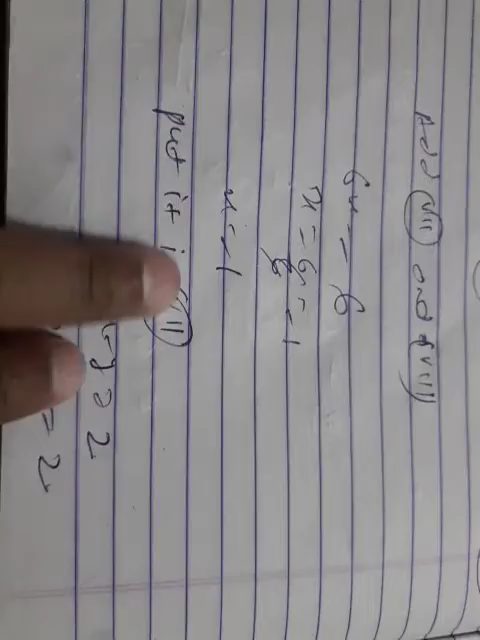 Add (vii) and (viii)
6x = 6
x = 6/6 = 1
x = 1
put it i
y = 2
= 2